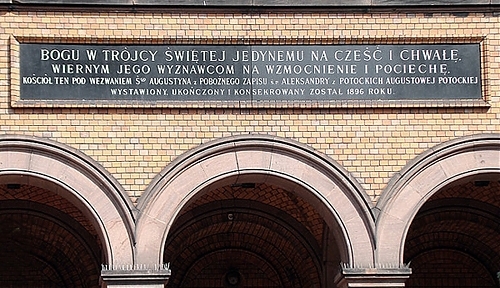 BOGU W TRÓJCY ŚWIĘTEJ JEDYNEMU NA CZEŚĆ I CHWAŁĘ,
WIERNYM JEGO WYZNAWCOM NA WZMOCNIENIE I POCIECHĘ,
KOŚCIÓŁ TEN POD WEZWANIEM Śgo AUGUSTYNA z POBOŻNEGO ZAPISU ś.p. ALEKSANDRY z POTOCKICH AUGUSTOWEJ POTOCKIEJ
WYSTAWIONY, UKOŃCZONY I KONSEKROWANY ZOSTAŁ 1896 ROKU.